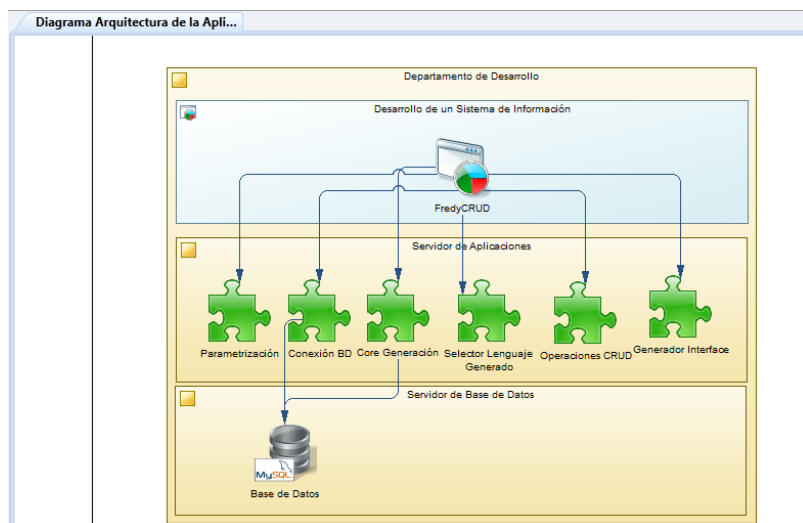 Diagrama Arquitectura de la Apli...
Departamento de Desarrollo
Desarrollo de un Sistema de Información
FredyCRUD
Servidor de Aplicaciones
Parametrización
Conexión BD
Core Generación
Selector Lenguaje
Generado
Operaciones CRUD
Generador Interface
Servidor de Base de Datos
MySQL
Base de Datos